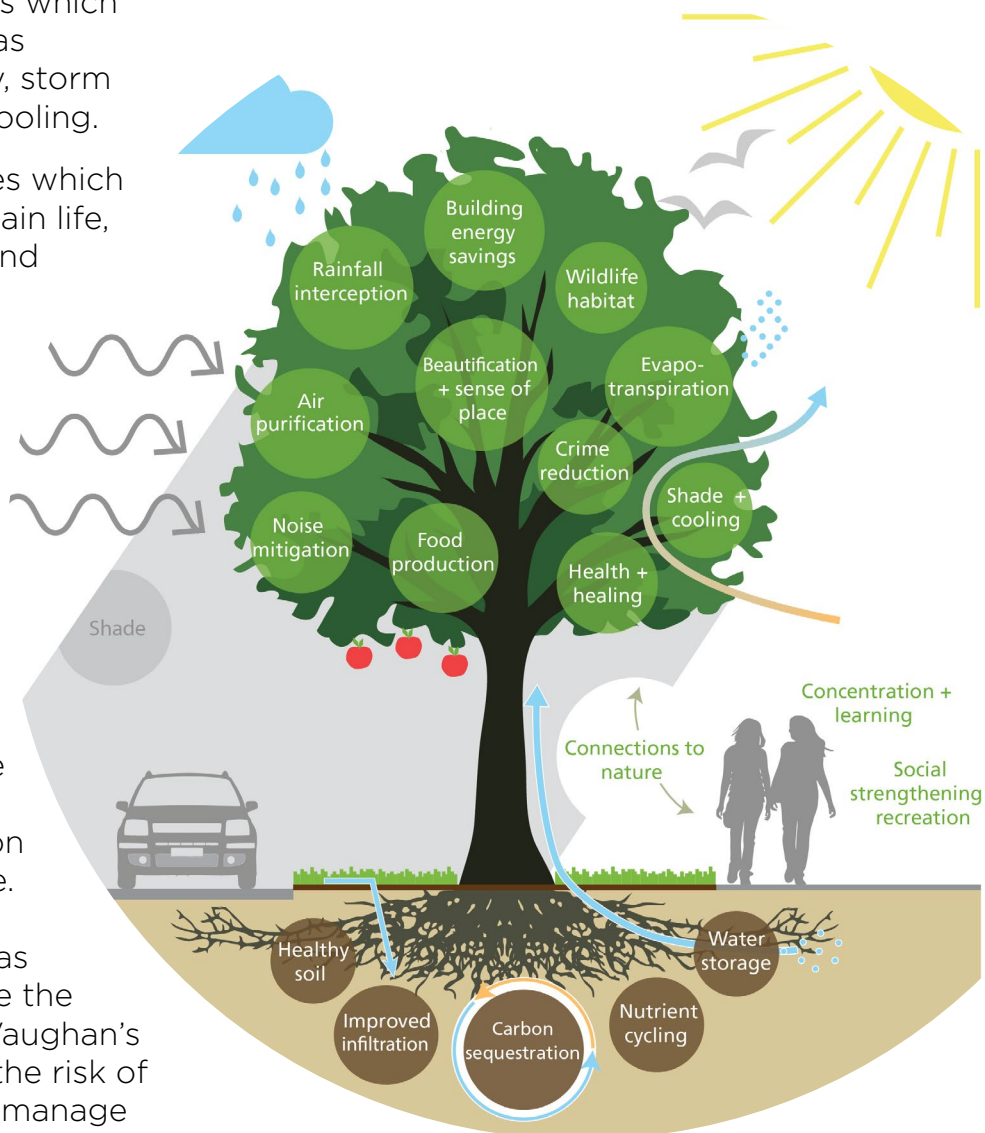 s which
as
, storm
ooling.
es which
ain life,
nd
e
on
e.
as
e the
Vaughan's
the risk of
manage
Building
energy
savings
Rainfall
interception
Wildlife
habitat
Beautification
+ sense of
place
Evapo-
transpiration
Air
purification
Crime
reduction
Shade +
cooling
Noise
mitigation
Food
production
Health +
healing
Shade
Concentration +
learning
Connections to
nature
Social
strengthening
recreation
Healthy
soil
Water
storage
Improved
infiltration
Carbon
sequestration
Nutrient
cycling